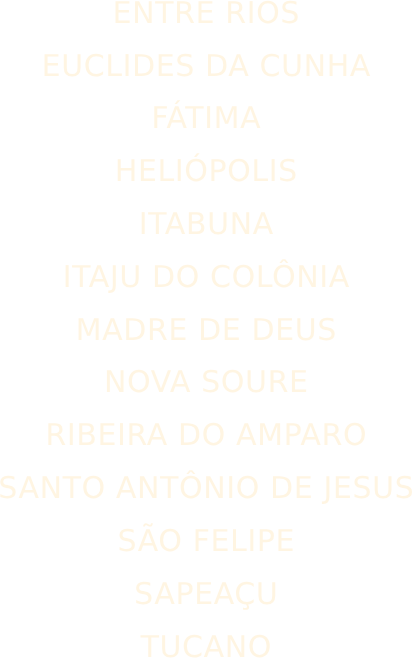 ENTRE RIOS
EUCLIDES DA CUNHA
FÁTIMA
HELIÓPOLIS
ITABUNA
ITAJU DO COLÔNIA
MADRE DE DEUS
NOVA SOURE
RIBEIRA DO AMPARO
SANTO ANTÔNIO DE JESUS
SÃO FELIPE
SAPEAÇU
TUCANO